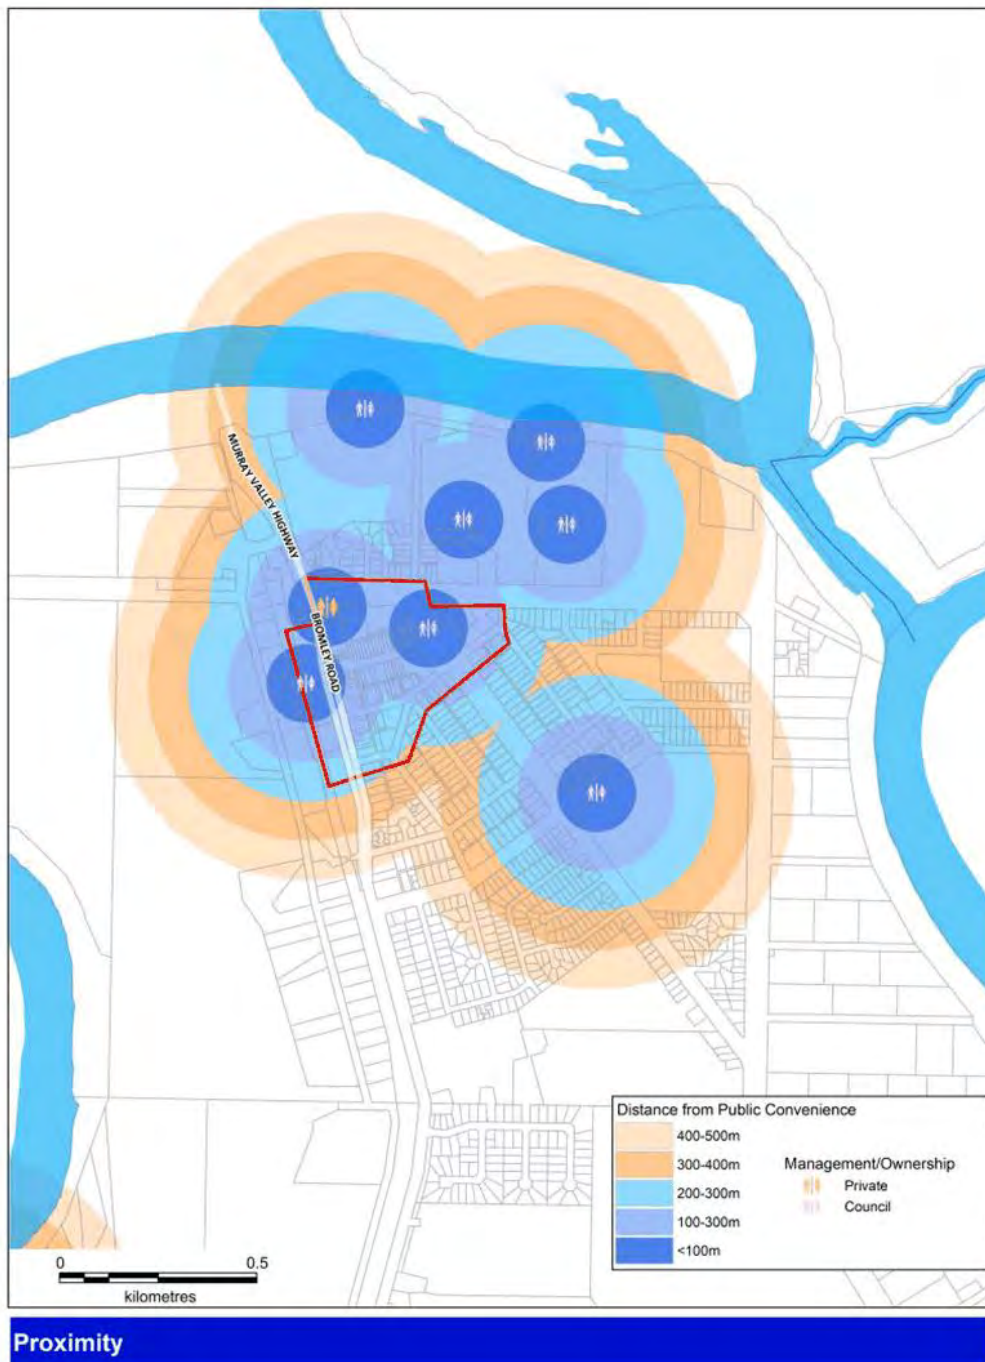 MURRAY VALLEY HIGHWAY
BROMLEY ROAD
Distance from Public Convenience
400-500m
300-400m
200-300m
100-300m
<100m
Management/Ownership
Private
Council
0 0.5
kilometres
Proximity